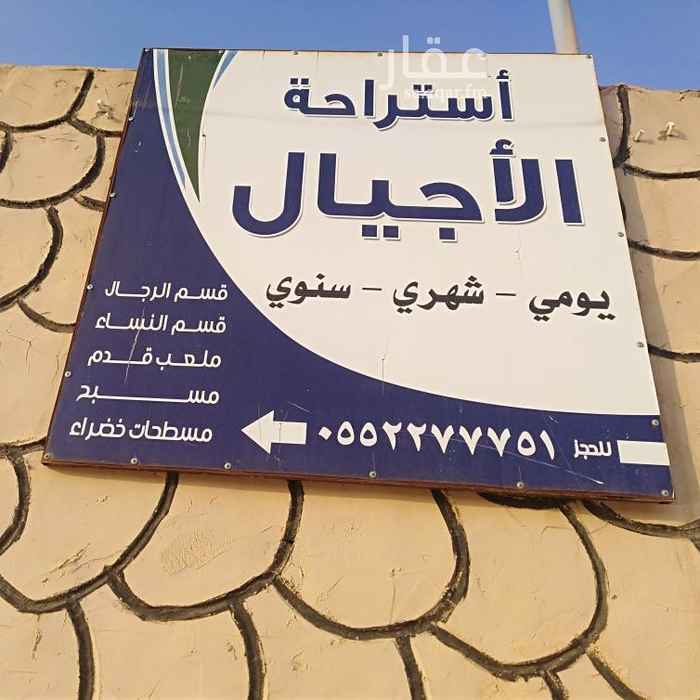 عقار
sa.aqar.fm
أستراحة
الأجيال
يومي - شهري - سنوي
قسم الرجال
قسم النساء
ملعب قدم
مسبح
مسطحات خضراء
للحجز ٠٥٥٢٢٧٧٧٥١